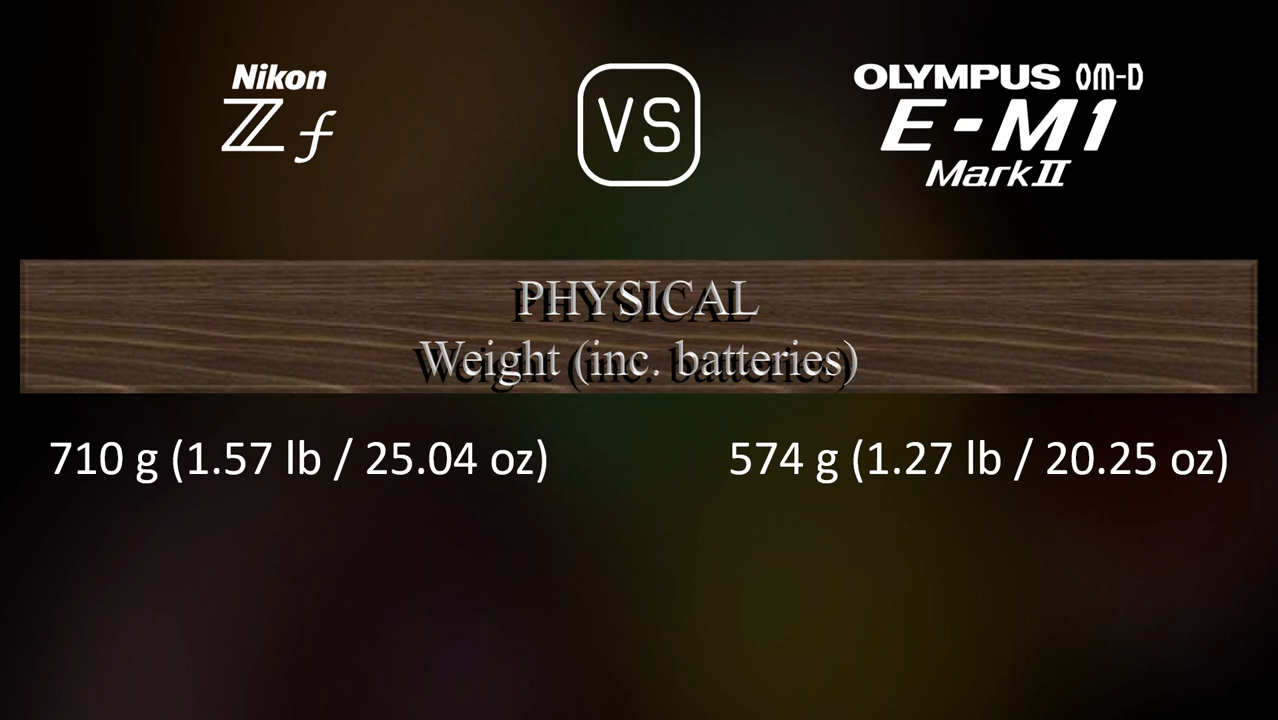 Nikon
Z f
VS
OLYMPUS OM-D
E-M1
Mark II
PHYSICAL
Weight (inc. batteries)
710 g (1.57 lb / 25.04 oz)
574 g (1.27 lb / 20.25 oz)